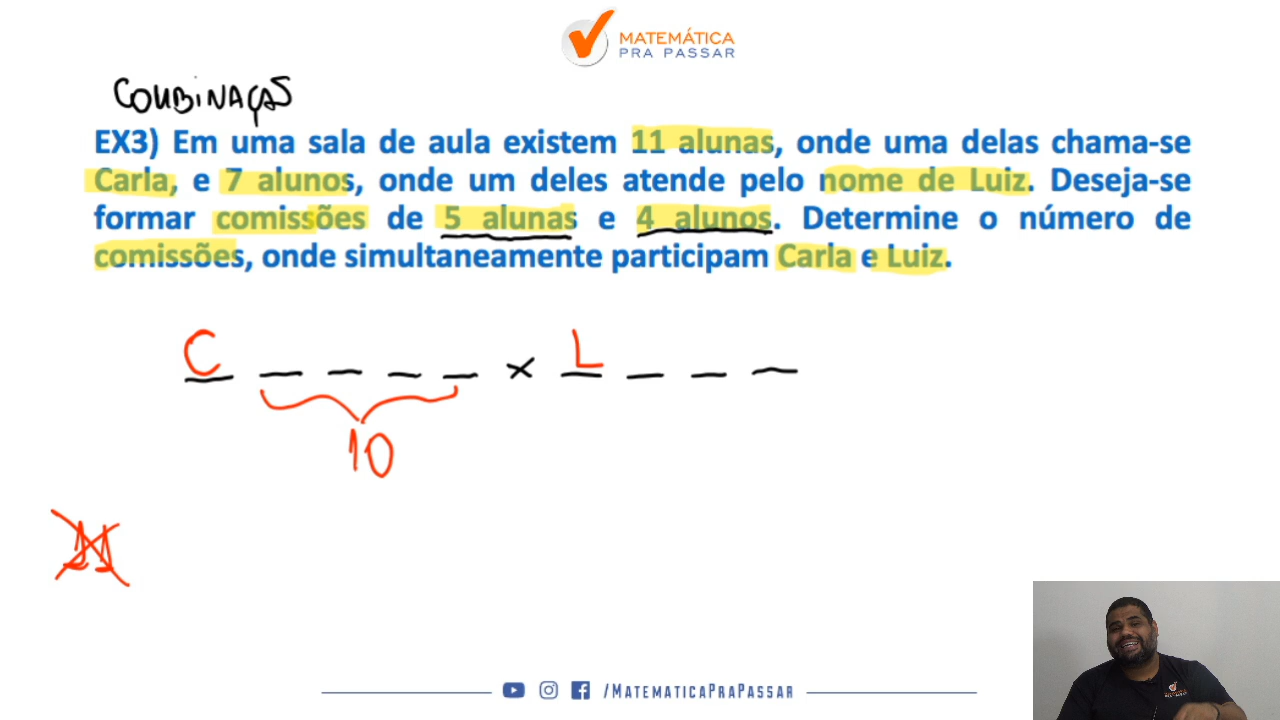 MATEMÁTICA
PRA PASSAR
COMBINAÇÃO
EX3) Em uma sala de aula existem 11 alunas, onde uma delas chama-se
Carla, e 7 alunos, onde um deles atende pelo nome de Luiz. Deseja-se
formar comissões de 5 alunas e 4 alunos. Determine o número de
comissões, onde simultaneamente participam Carla e Luiz.
C _ _ _ _ × L _ _ _
10
11
/MATEMATICAPRAPASSAR